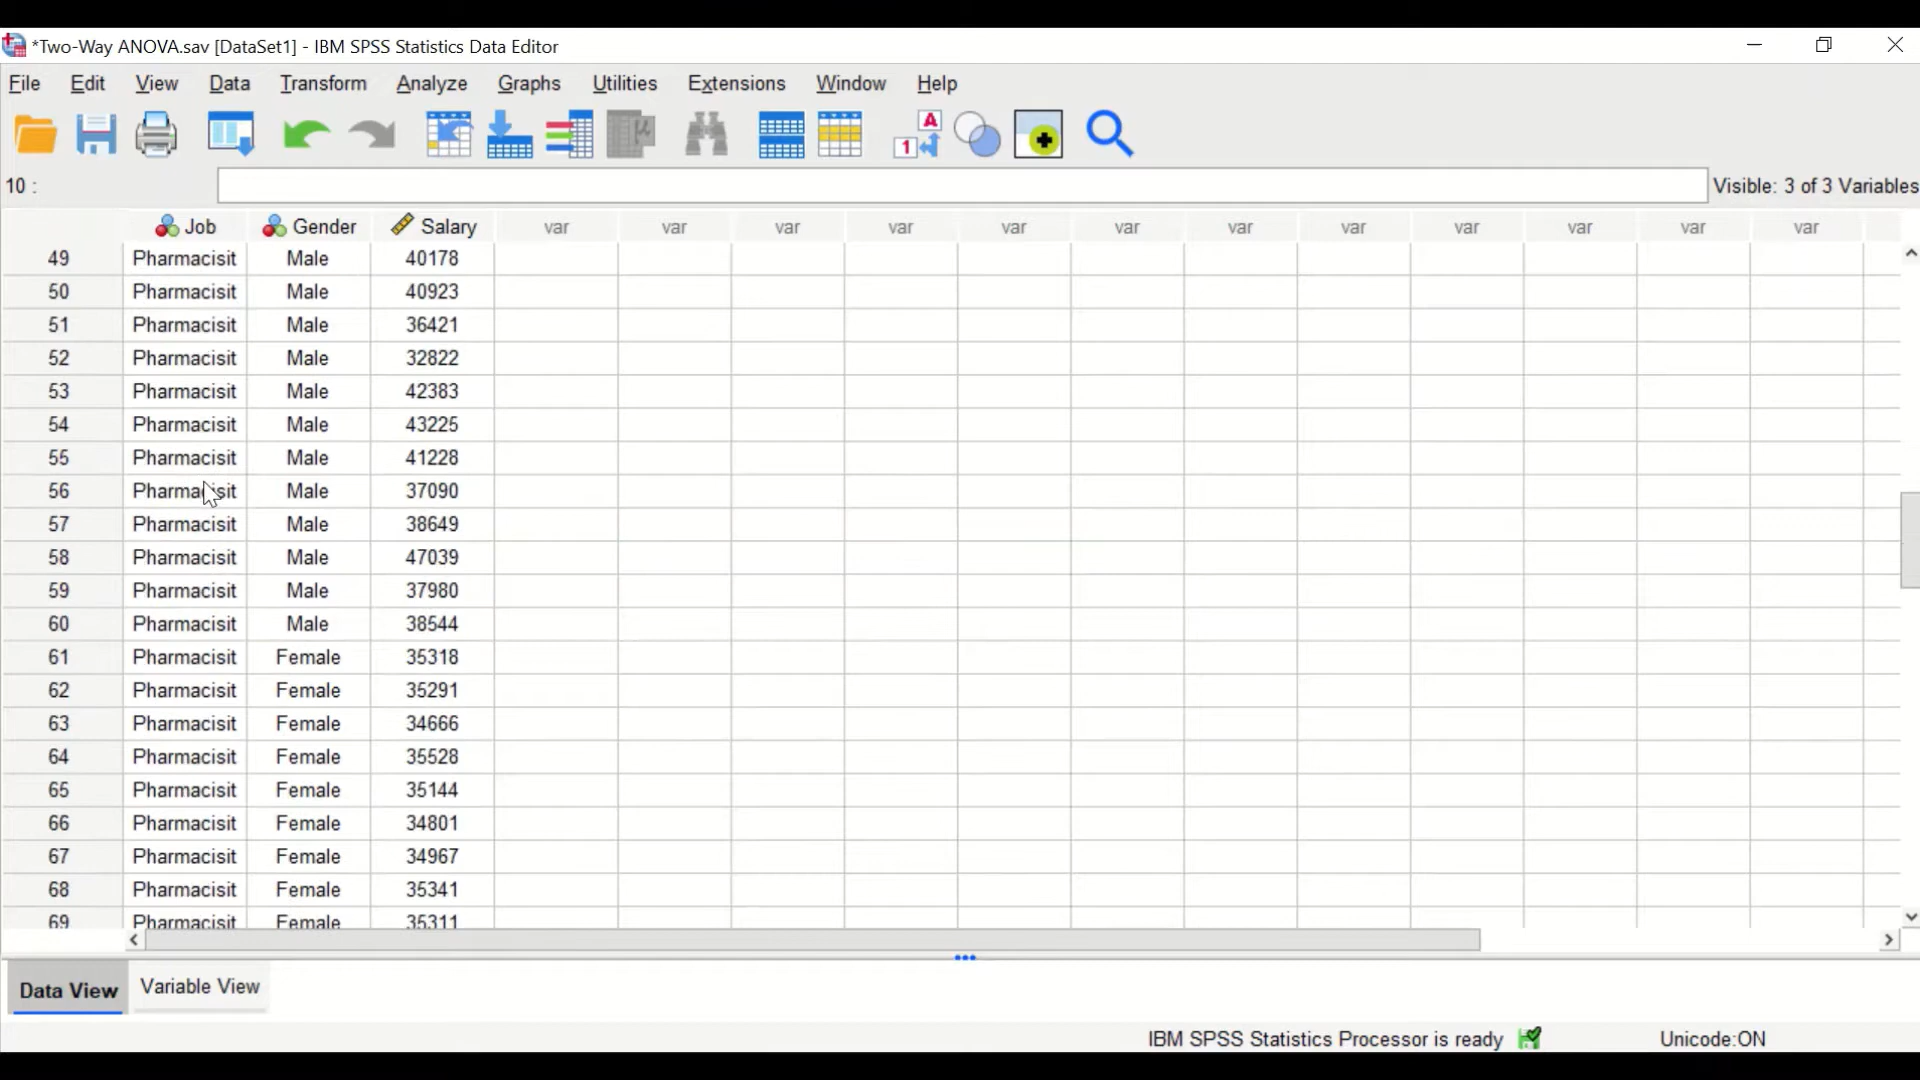 *Two-Way ANOVA.sav [DataSet1] - IBM SPSS Statistics Data Editor
File Edit View Data Transform Analyze Graphs Utilities Extensions Window Help
10 : Visible: 3 of 3 Variables
Job Gender Salary var var var var var var var var var var var var
49 Pharmacisit Male 40178
50 Pharmacisit Male 40923
51 Pharmacisit Male 36421
52 Pharmacisit Male 32822
53 Pharmacisit Male 42383
54 Pharmacisit Male 43225
55 Pharmacisit Male 41228
56 Pharmacisit Male 37090
57 Pharmacisit Male 38649
58 Pharmacisit Male 47039
59 Pharmacisit Male 37980
60 Pharmacisit Male 38544
61 Pharmacisit Female 35318
62 Pharmacisit Female 35291
63 Pharmacisit Female 34666
64 Pharmacisit Female 35528
65 Pharmacisit Female 35144
66 Pharmacisit Female 34801
67 Pharmacisit Female 34967
68 Pharmacisit Female 35341
69 Pharmacisit Female 35311
Data View Variable View
IBM SPSS Statistics Processor is ready Unicode:ON